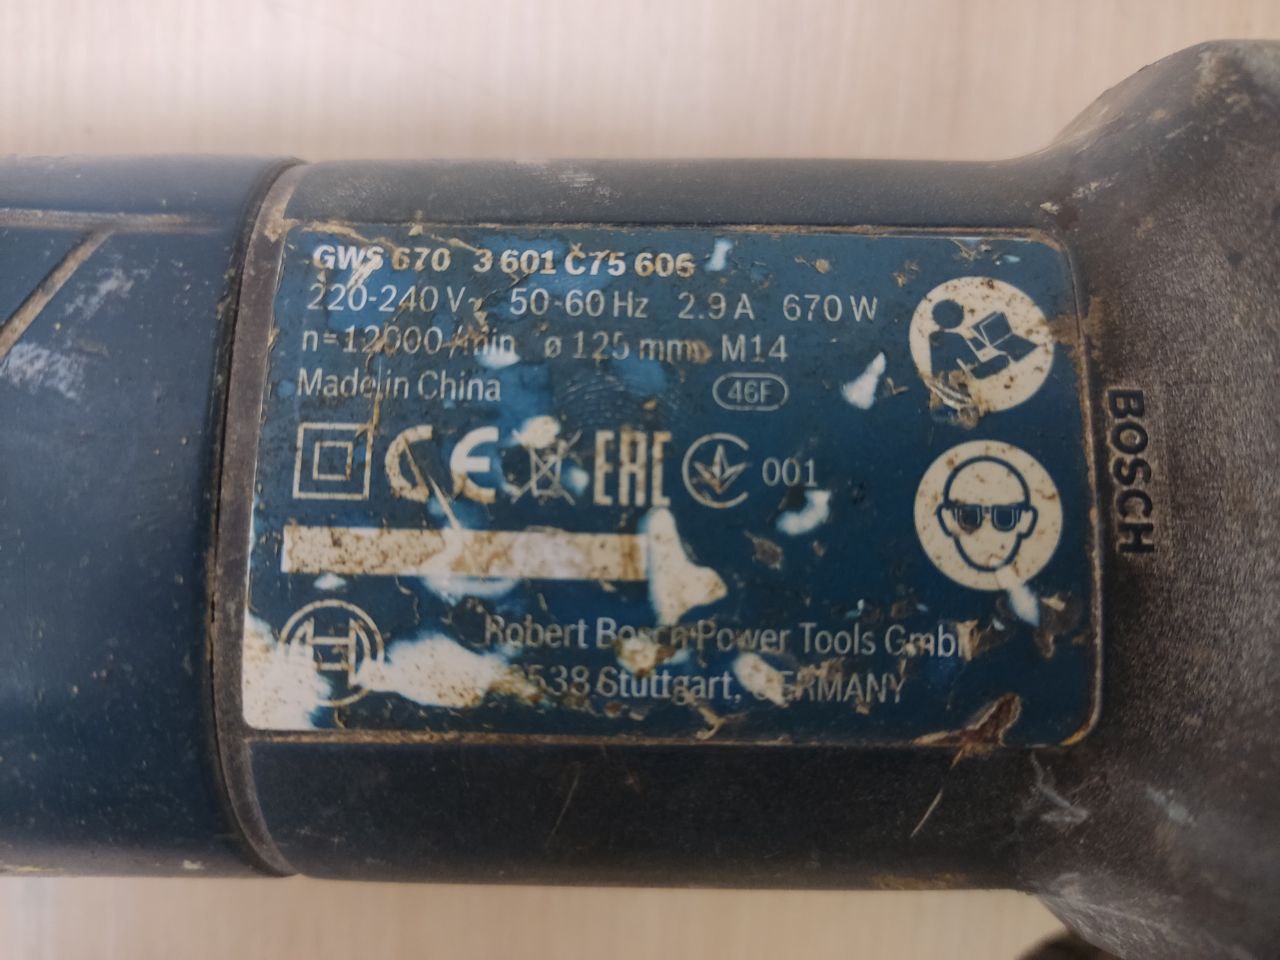 GWS 670 3 601 C75 606
220-240 V~ 50-60 Hz 2.9 A 670 W
n=12000 /min ø 125 mm M14
Made in China 46F
CE EAC 001
Robert Bosch Power Tools GmbH
Stuttgart, GERMANY
BOSCH